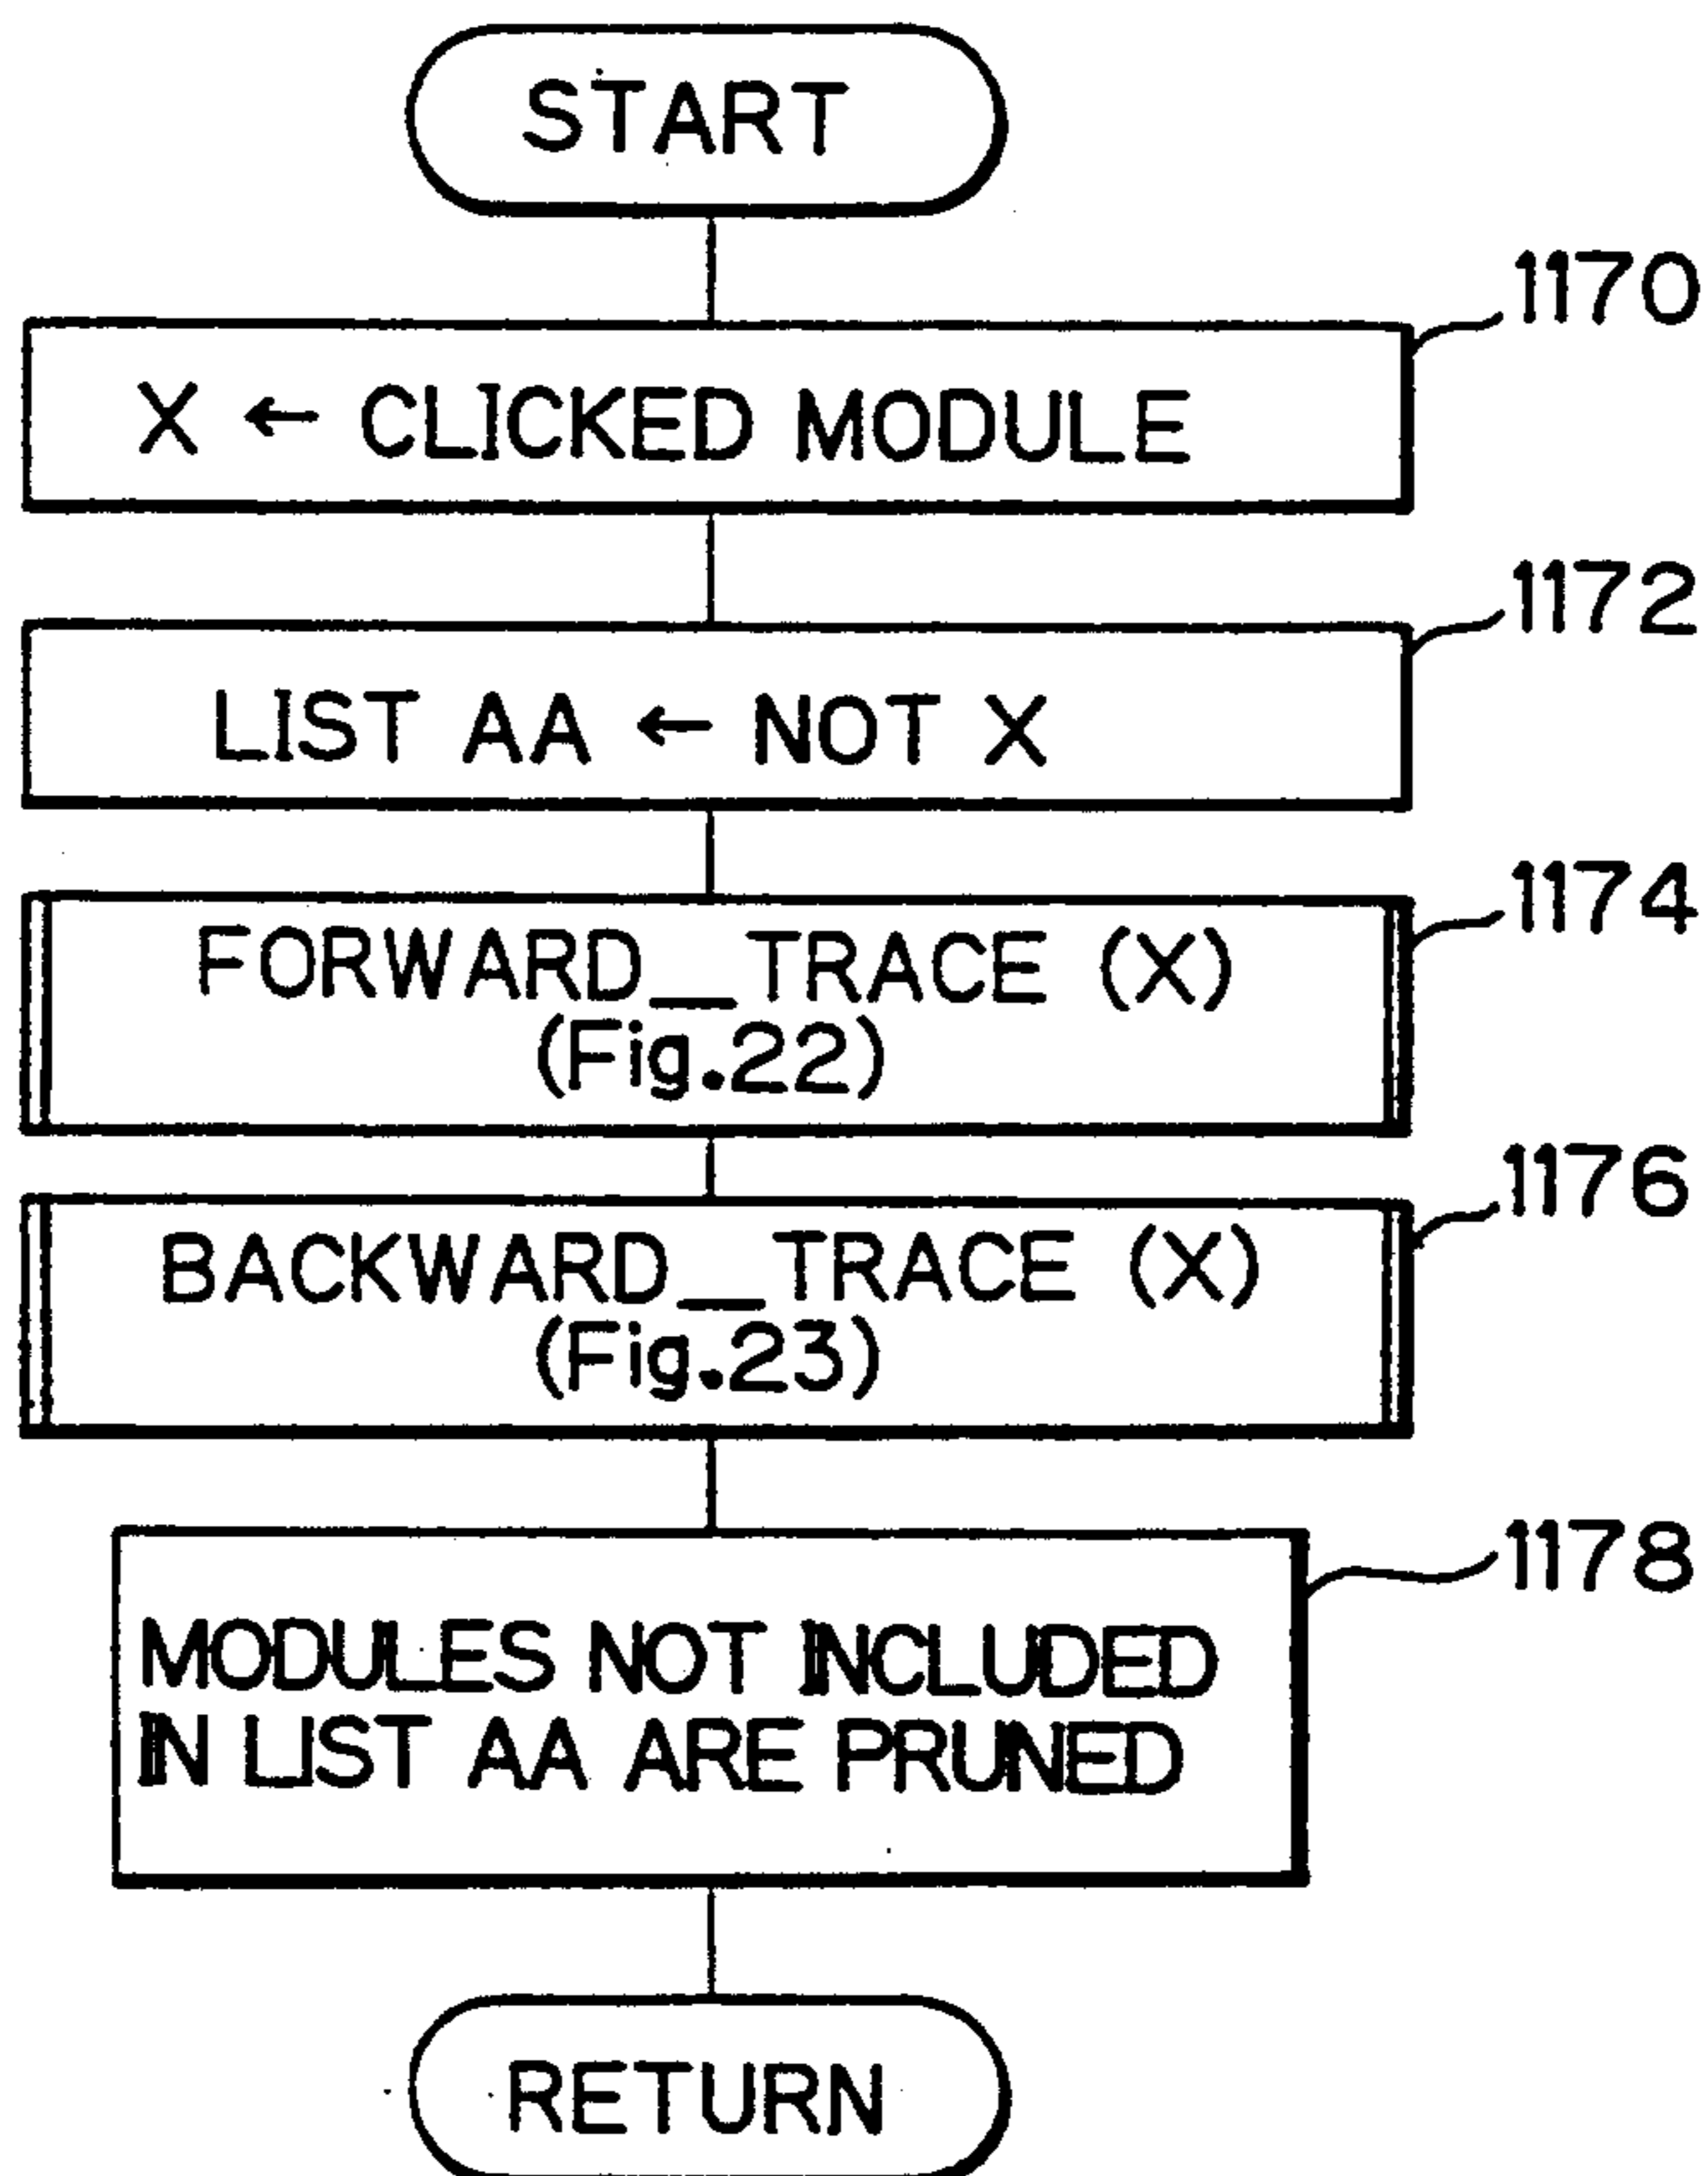 START
1170
X ← CLICKED MODULE
1172
LIST AA ← NOT X
1174
FORWARD_TRACE (X)
(Fig.22)
1176
BACKWARD_TRACE (X)
(Fig.23)
1178
MODULES NOT INCLUDED
IN LIST AA ARE PRUNED
RETURN